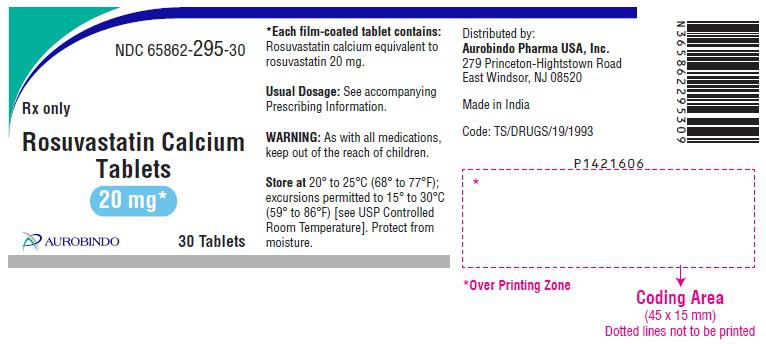 NDC 65862-295-30
Rx only
Rosuvastatin Calcium
Tablets
20 mg*
AUROBINDO
30 Tablets
*Each film-coated tablet contains:
Rosuvastatin calcium equivalent to
rosuvastatin 20 mg.
Usual Dosage: See accompanying
Prescribing Information.
WARNING: As with all medications,
keep out of the reach of children.
Store at 20° to 25°C (68° to 77°F);
excursions permitted to 15° to 30°C
(59° to 86°F) [see USP Controlled
Room Temperature]. Protect from
moisture.
Distributed by:
Aurobindo Pharma USA, Inc.
279 Princeton-Hightstown Road
East Windsor, NJ 08520
Made in India
Code: TS/DRUGS/19/1993
N365862295309
P1421606
*
*Over Printing Zone
Coding Area
(45 x 15 mm)
Dotted lines not to be printed